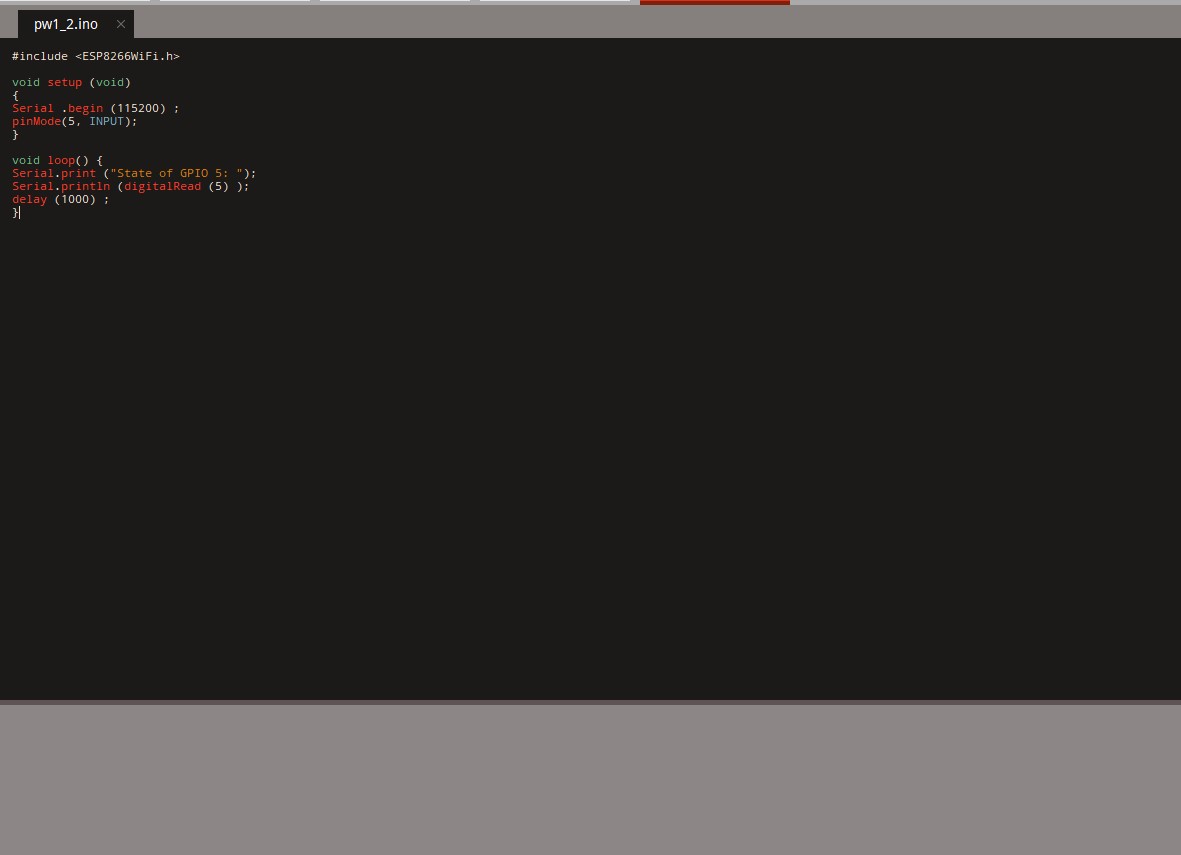 pw1_2.ino ×
#include <ESP8266WiFi.h>
void setup (void)
{
Serial .begin (115200) ;
pinMode(5, INPUT);
}
void loop() {
Serial.print ("State of GPIO 5: ");
Serial.println (digitalRead (5) );
delay (1000) ;
}